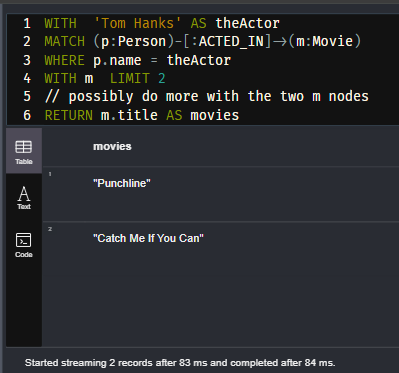 1 WITH  'Tom Hanks' AS theActor
2 MATCH (p:Person)-[:ACTED_IN]->(m:Movie)
3 WHERE p.name = theActor
4 WITH m  LIMIT 2
5 // possibly do more with the two m nodes
6 RETURN m.title AS movies
Table
movies
1
"Punchline"
A
Text
2
"Catch Me If You Can"
Code
Started streaming 2 records after 83 ms and completed after 84 ms.